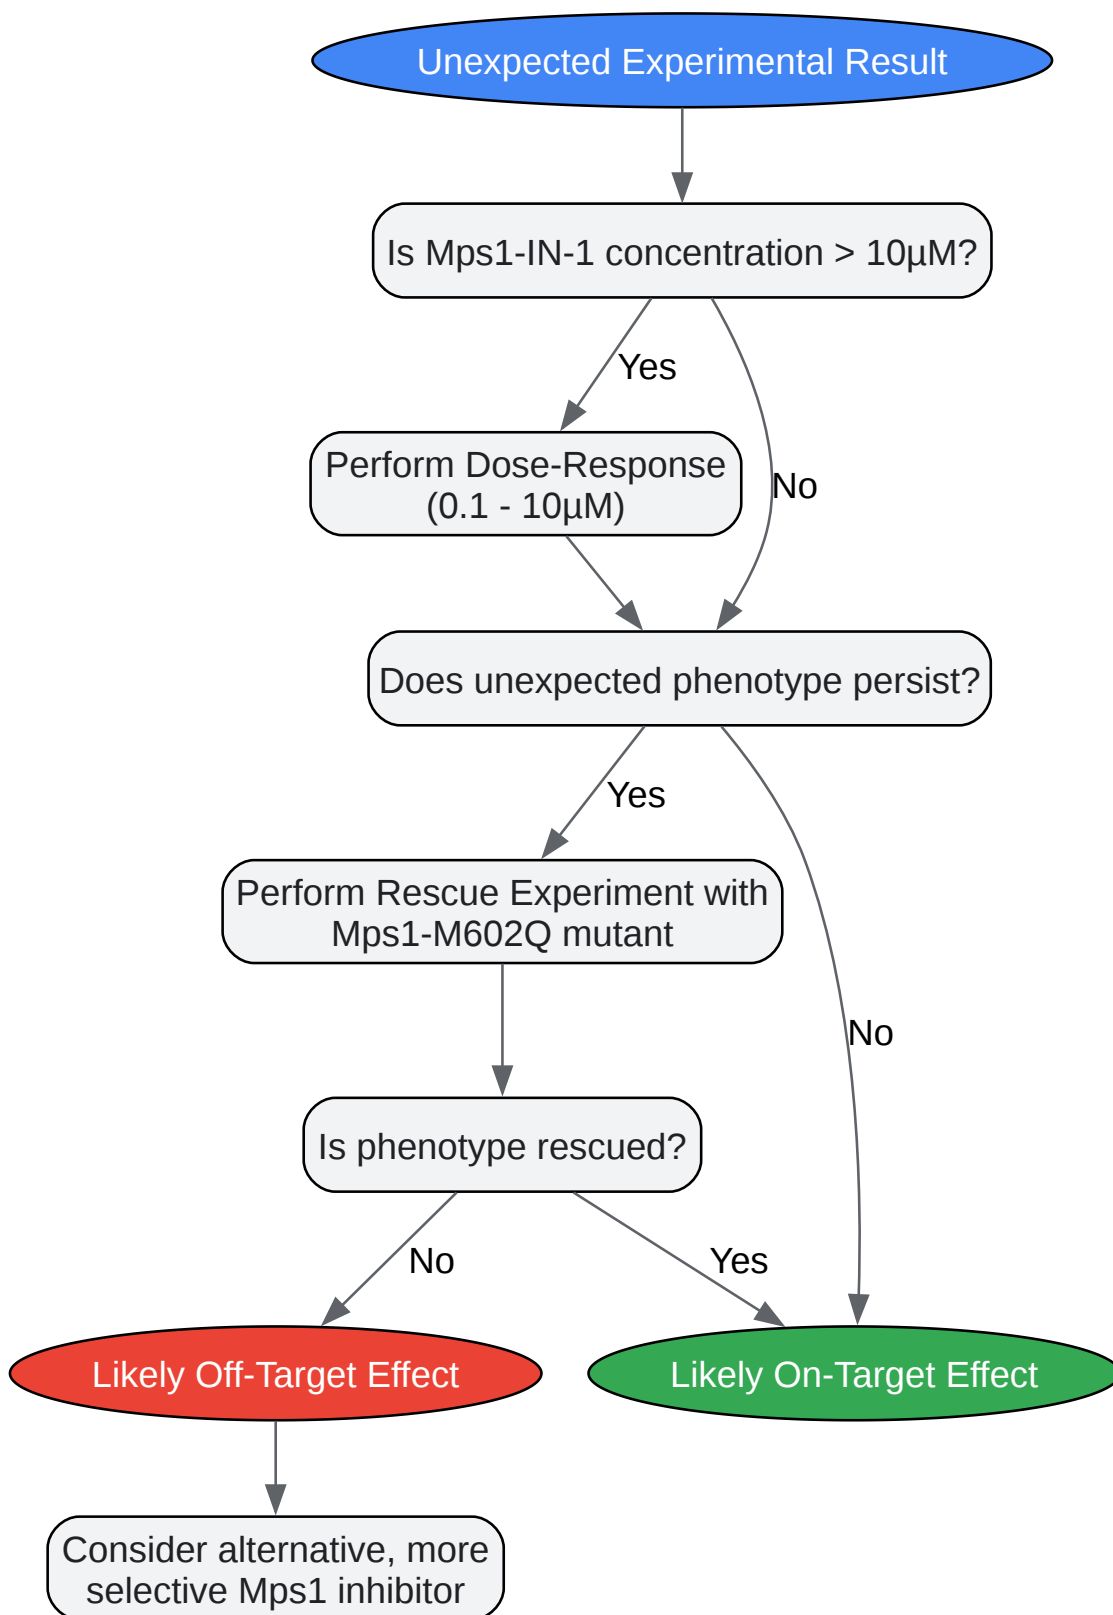 Unexpected Experimental Result
Is Mps1-IN-1 concentration > 10µM?
Yes
Perform Dose-Response
(0.1 - 10µM)
No
Does unexpected phenotype persist?
Yes
Perform Rescue Experiment with
Mps1-M602Q mutant
No
Is phenotype rescued?
No
Yes
Likely Off-Target Effect
Likely On-Target Effect
Consider alternative, more
selective Mps1 inhibitor